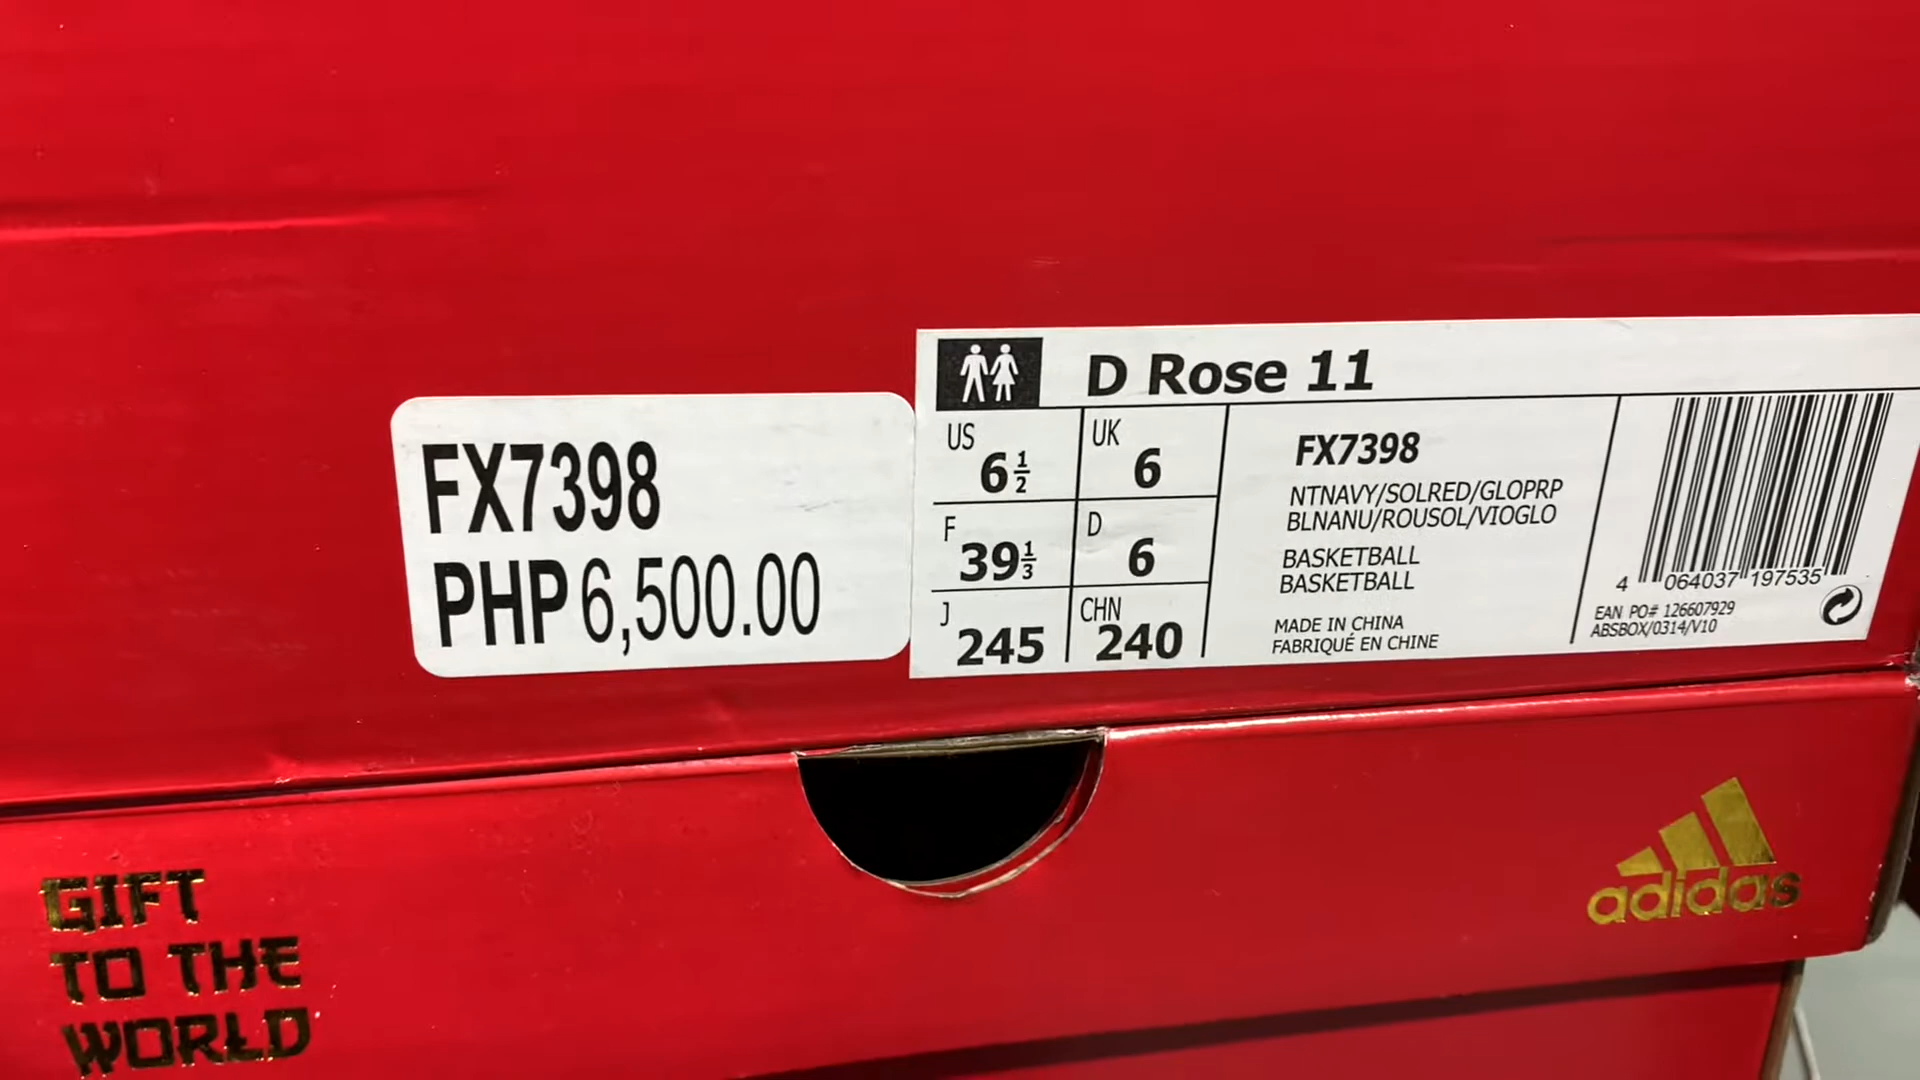 FX7398
PHP 6,500.00
D Rose 11
US 6 1/2
UK 6
F 39 1/3
D 6
J 245
CHN 240
FX7398
NTNAVY/SOLRED/GLOPRP
BLNANU/ROUSOL/VIOGLO
BASKETBALL
BASKETBALL
MADE IN CHINA
FABRIQUÉ EN CHINE
4 064037 197535
EAN PO# 126607929
ABSBOX/0314/V10
GIFT
TO THE
WORLD
adidas